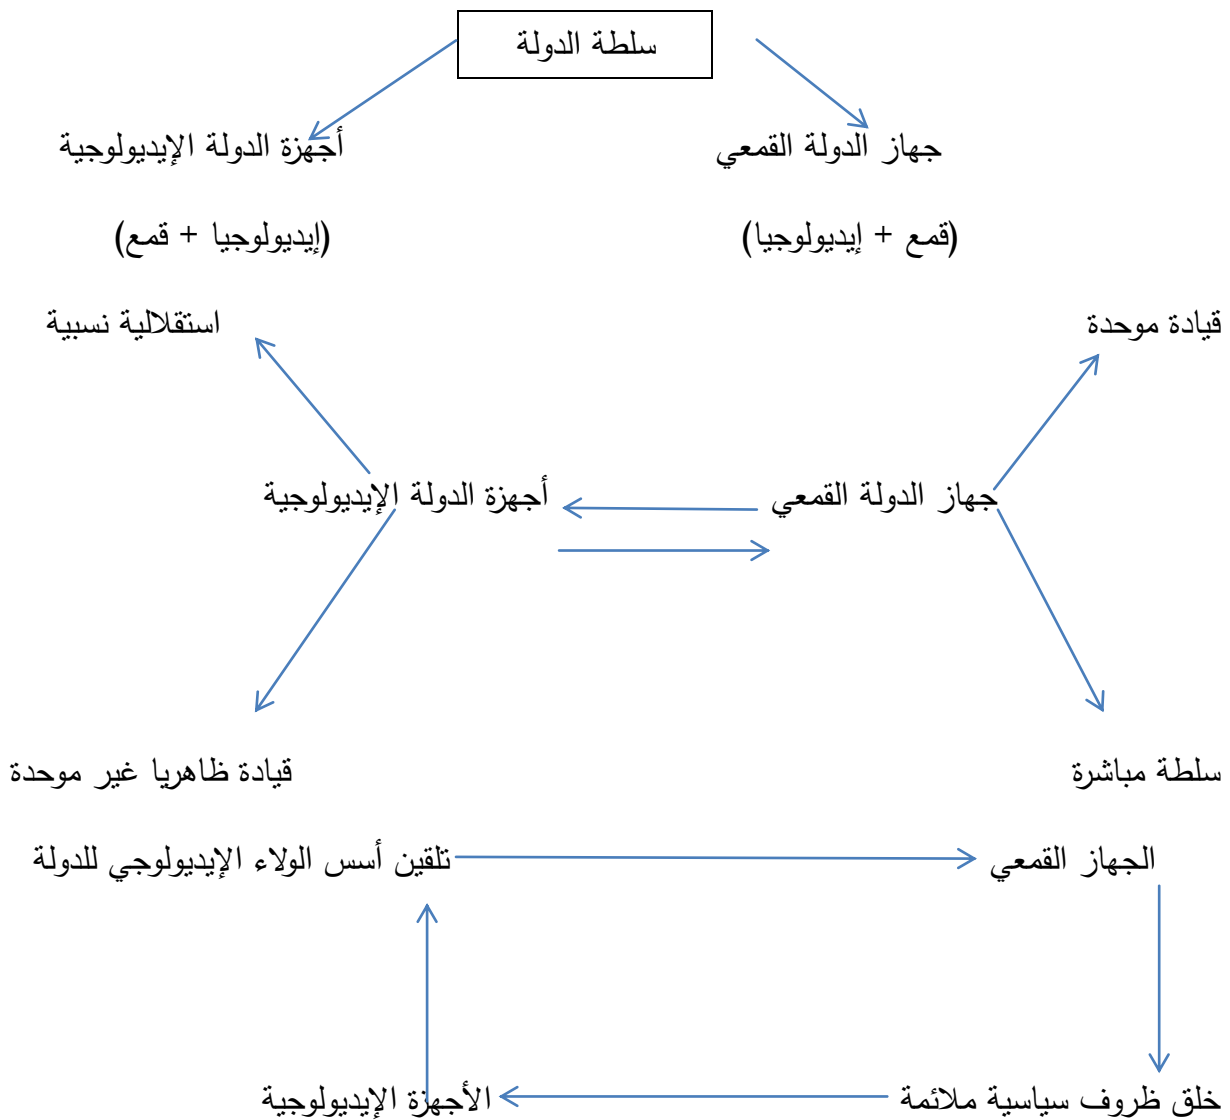 سلطة الدولة
جهاز الدولة القمعي
أجهزة الدولة الإيديولوجية
(قمع + إيديولوجيا)
(إيديولوجيا + قمع)
قيادة موحدة
استقلالية نسبية
جهاز الدولة القمعي
أجهزة الدولة الإيديولوجية
سلطة مباشرة
قيادة ظاهريا غير موحدة
الجهاز القمعي
تلقين أسس الولاء الإيديولوجي للدولة
خلق ظروف سياسية ملائمة
الأجهزة الإيديولوجية